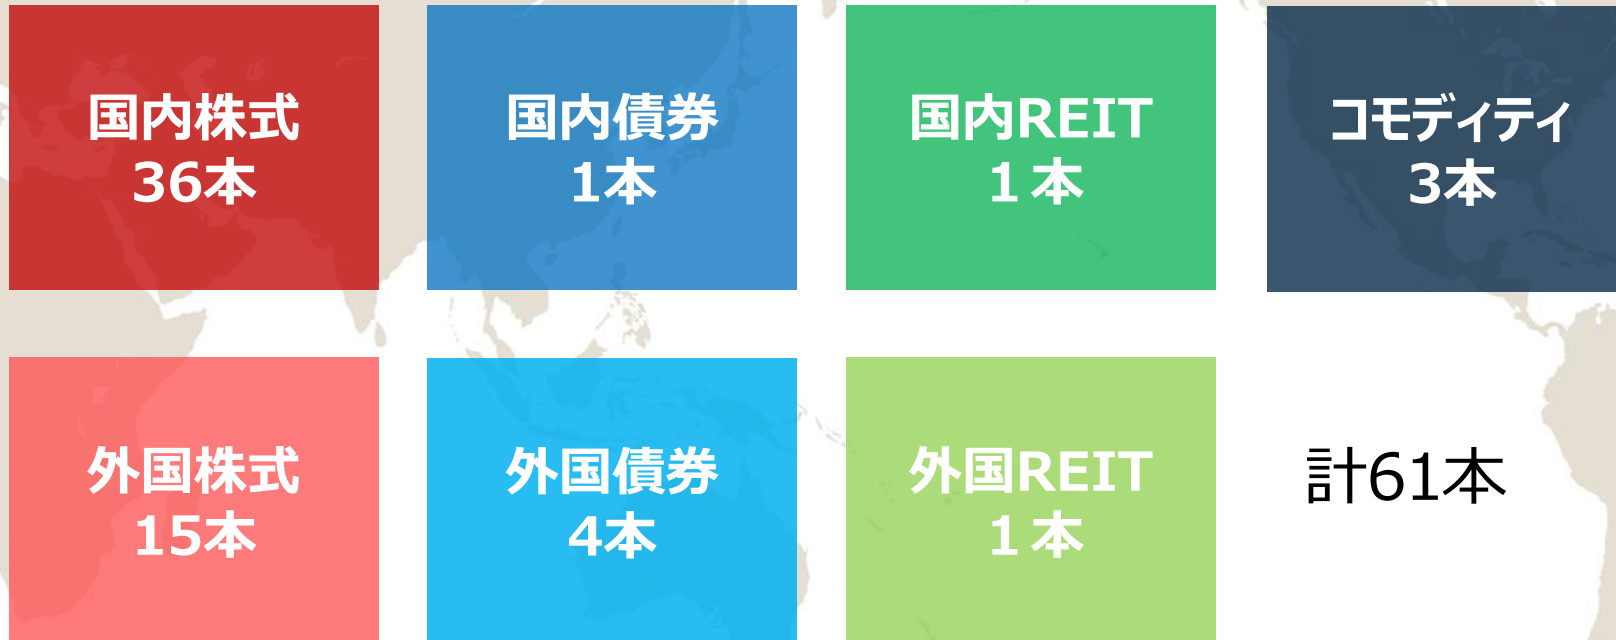 国内株式
36本
国内債券
1本
国内REIT
１本
コモディティ
3本
外国株式
15本
外国債券
4本
外国REIT
１本
計61本